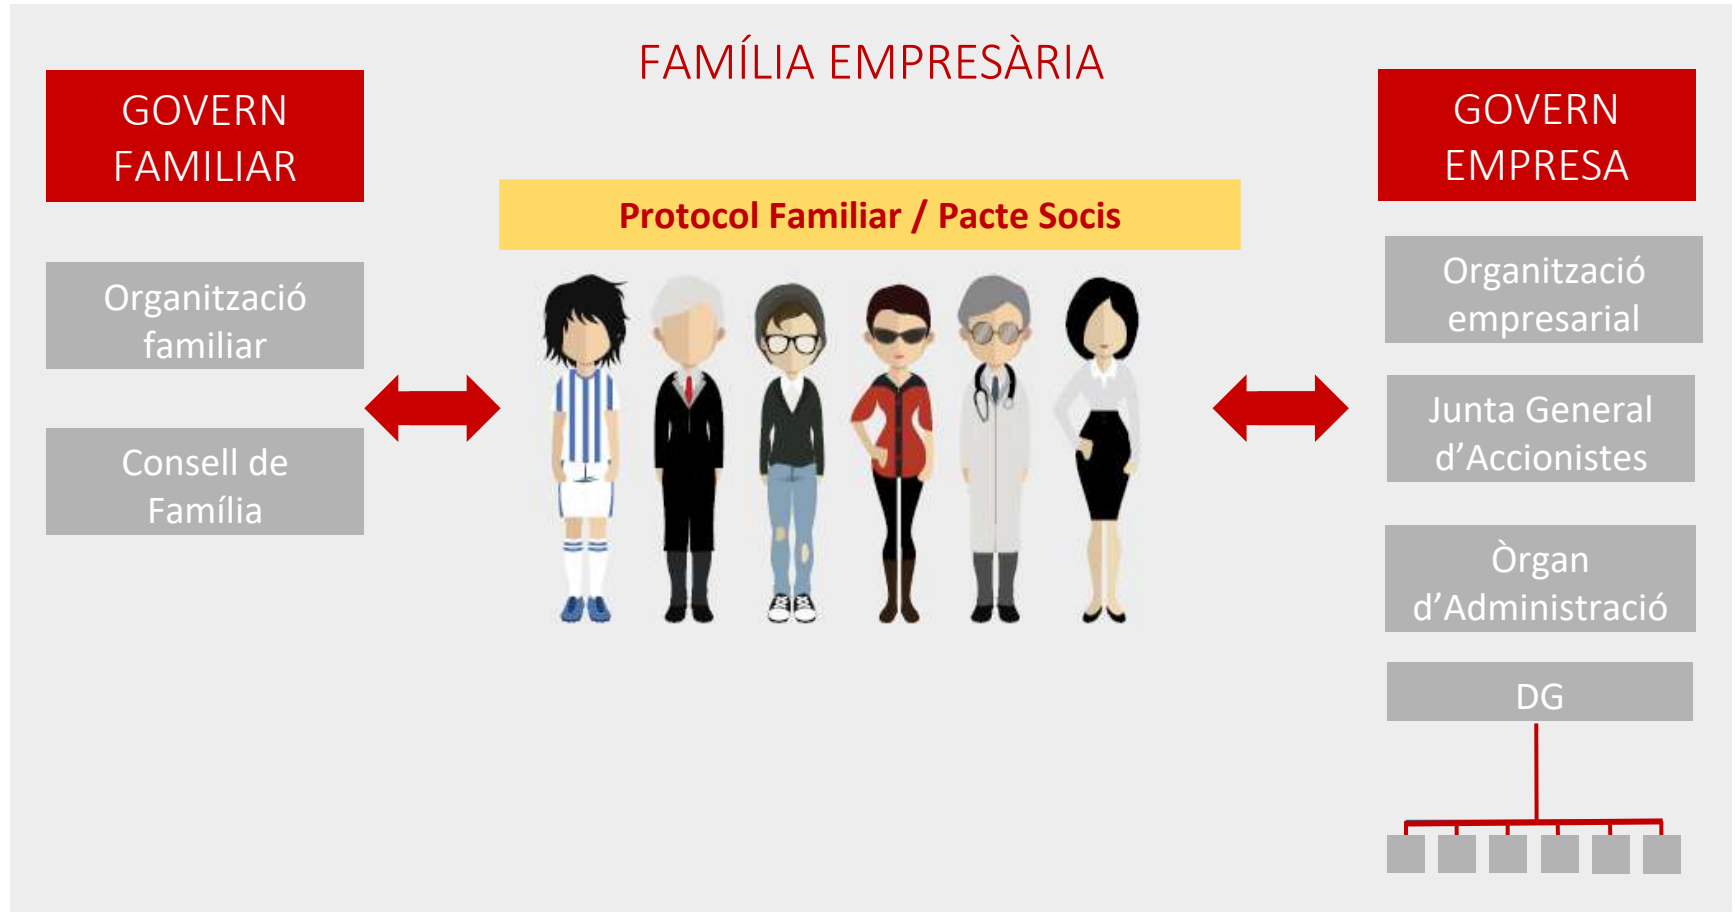 FAMÍLIA EMPRESÀRIA
GOVERN
FAMILIAR
Organització
familiar
Consell de
Família
Protocol Familiar / Pacte Socis
GOVERN
EMPRESA
Organització
empresarial
Junta General
d’Accionistes
Òrgan
d’Administració
DG